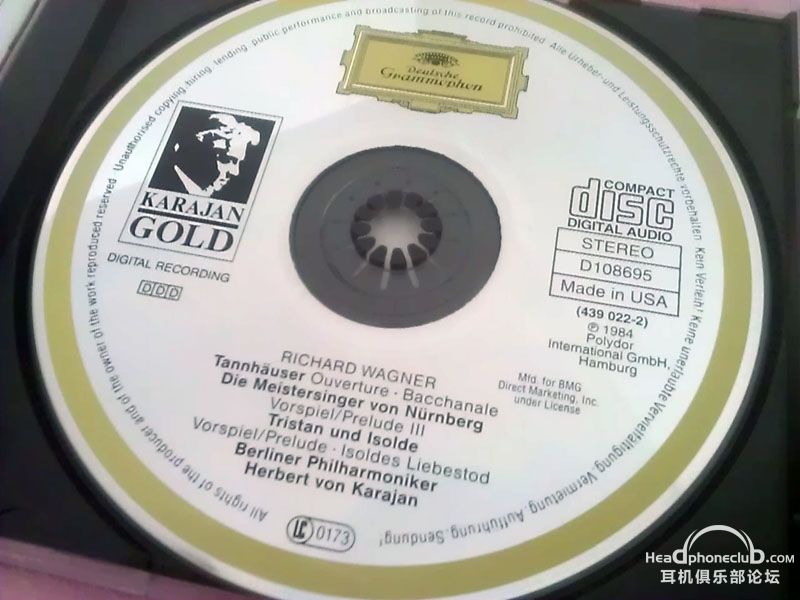 Deutsche
Grammophon
KARAJAN
GOLD
DIGITAL RECORDING
DDD
COMPACT
disc
DIGITAL AUDIO
STEREO
D108695
Made in USA
(439 022-2)
℗ 1984
Polydor
International GmbH,
Hamburg
Mfd. for BMG
Direct Marketing, Inc.
under License
RICHARD WAGNER
Tannhäuser Ouverture · Bacchanale
Die Meistersinger von Nürnberg
Vorspiel/Prelude III
Tristan und Isolde
Vorspiel/Prelude · Isoldes Liebestod
Berliner Philharmoniker
Herbert von Karajan
LC 0173
All rights of the producer and of the owner of the work reproduced reserved Unauthorised copying, hiring, lending, public performance and broadcasting of this record prohibited Alle Urheber- und Leistungsschutzrechte vorbehalten Kein Verleih! Keine unerlaubte Vervielfältigung, Vermietung, Aufführung, Sendung!
Headphoneclub.com
耳机俱乐部论坛